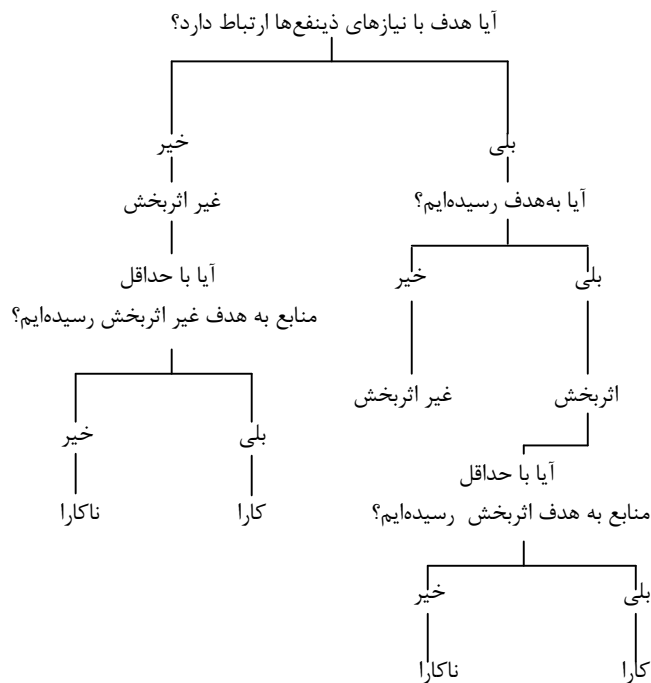 آیا هدف با نیازهای ذینفع‌ها ارتباط دارد؟
بلی
خیر
آیا به‌هدف رسیده‌ایم؟
غیر اثربخش
بلی
خیر
آیا با حداقل
منابع به هدف غیر اثربخش رسیده‌ایم؟
اثربخش
غیر اثربخش
بلی
خیر
آیا با حداقل
منابع به هدف اثربخش رسیده‌ایم؟
کارا
ناکارا
بلی
خیر
کارا
ناکارا